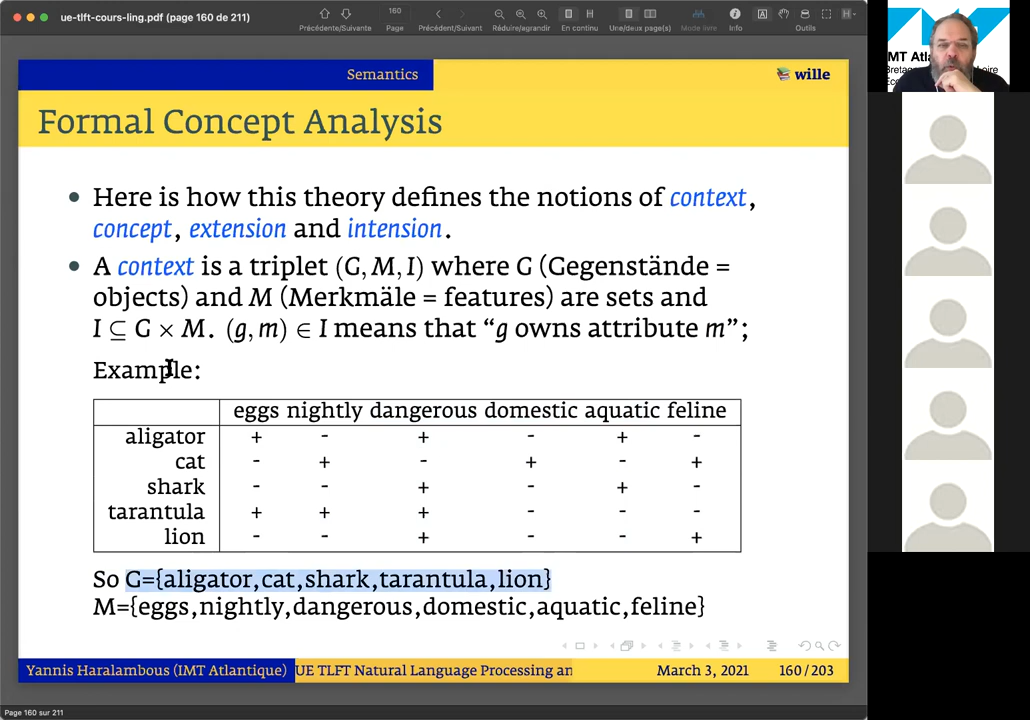 ue-tlft-cours-ling.pdf (page 160 de 211)
160
Précédente/Suivante Page Précédent/Suivant Réduire/agrandir En continu Une/deux page(s) Mode livre Info Outils
IMT Atla
Bretagne
oire
Semantics
wille
Formal Concept Analysis
• Here is how this theory defines the notions of context,
concept, extension and intension.
• A context is a triplet (G, M, I) where G (Gegenstände =
objects) and M (Merkmäle = features) are sets and
I ⊆ G × M. (g, m) ∈ I means that “g owns attribute m”;
Example:
eggs nightly dangerous domestic aquatic feline
aligator + - + - + -
cat - + - + - +
shark - - + - + -
tarantula + + + - - -
lion - - + - - +
So G={aligator,cat,shark,tarantula,lion}
M={eggs,nightly,dangerous,domestic,aquatic,feline}
Yannis Haralambous (IMT Atlantique) UE TLFT Natural Language Processing an March 3, 2021 160 / 203
Page 160 sur 211